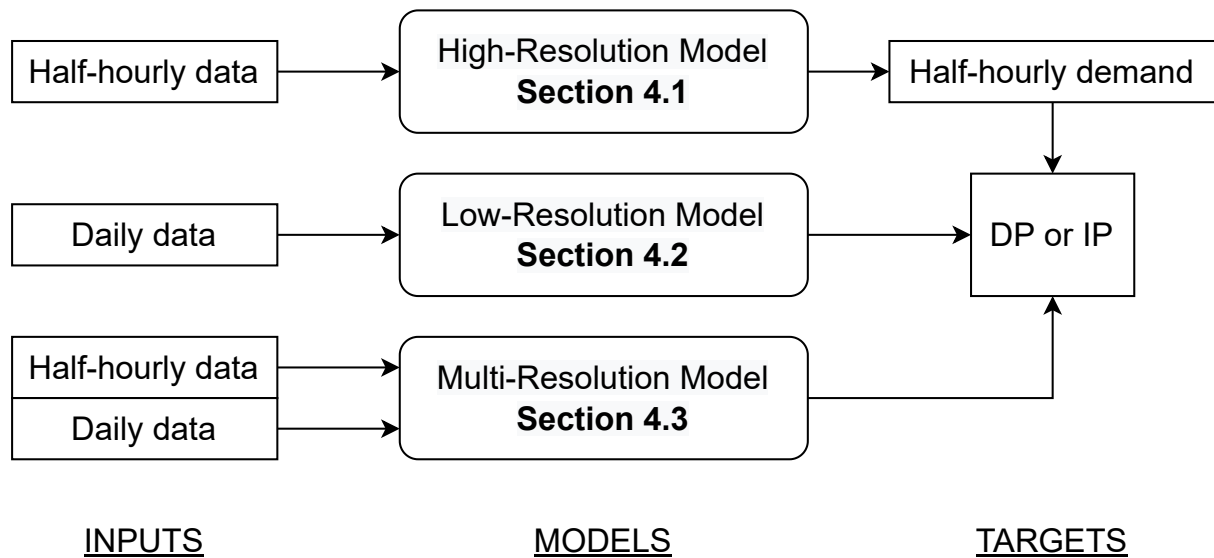 Half-hourly data
High-Resolution Model
Section 4.1
Half-hourly demand
Daily data
Low-Resolution Model
Section 4.2
DP or IP
Half-hourly data
Daily data
Multi-Resolution Model
Section 4.3
INPUTS
MODELS
TARGETS